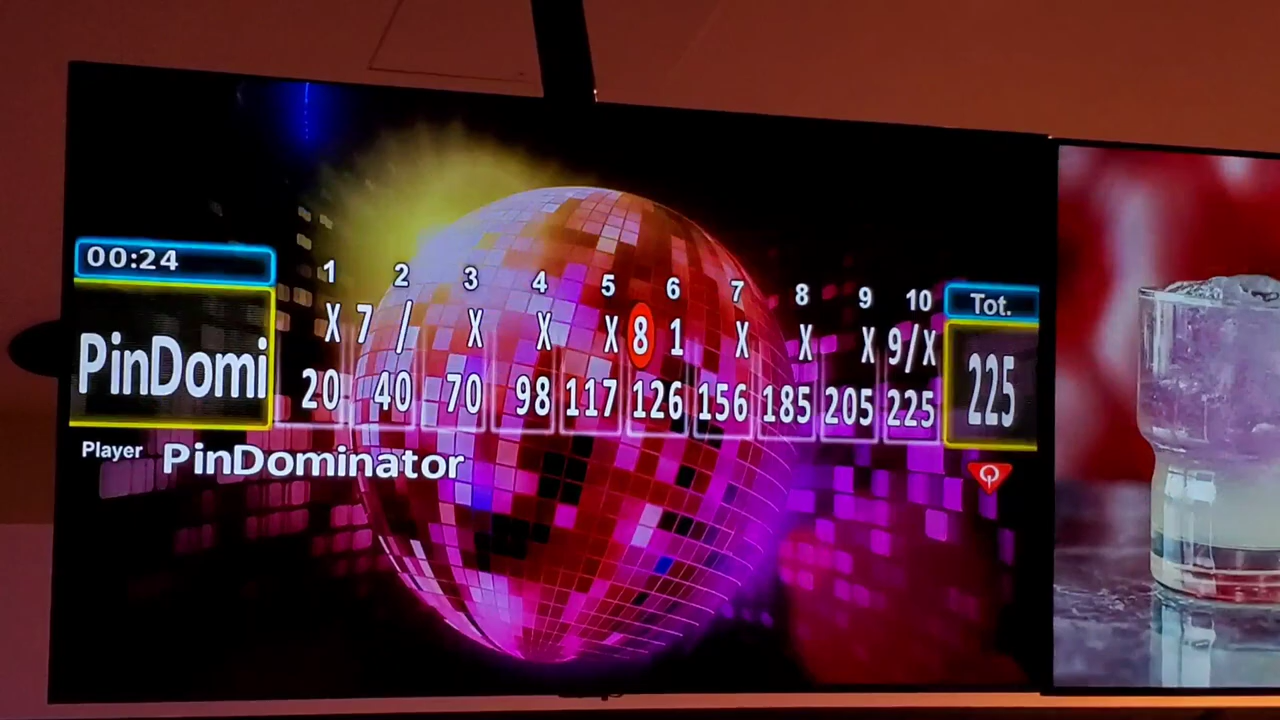 00:24
1 2 3 4 5 6 7 8 9 10 Tot.
PinDomi X 7 / X X X 8 1 X X X 9/X 225
20 40 70 98 117 126 156 185 205 225
Player PinDominator